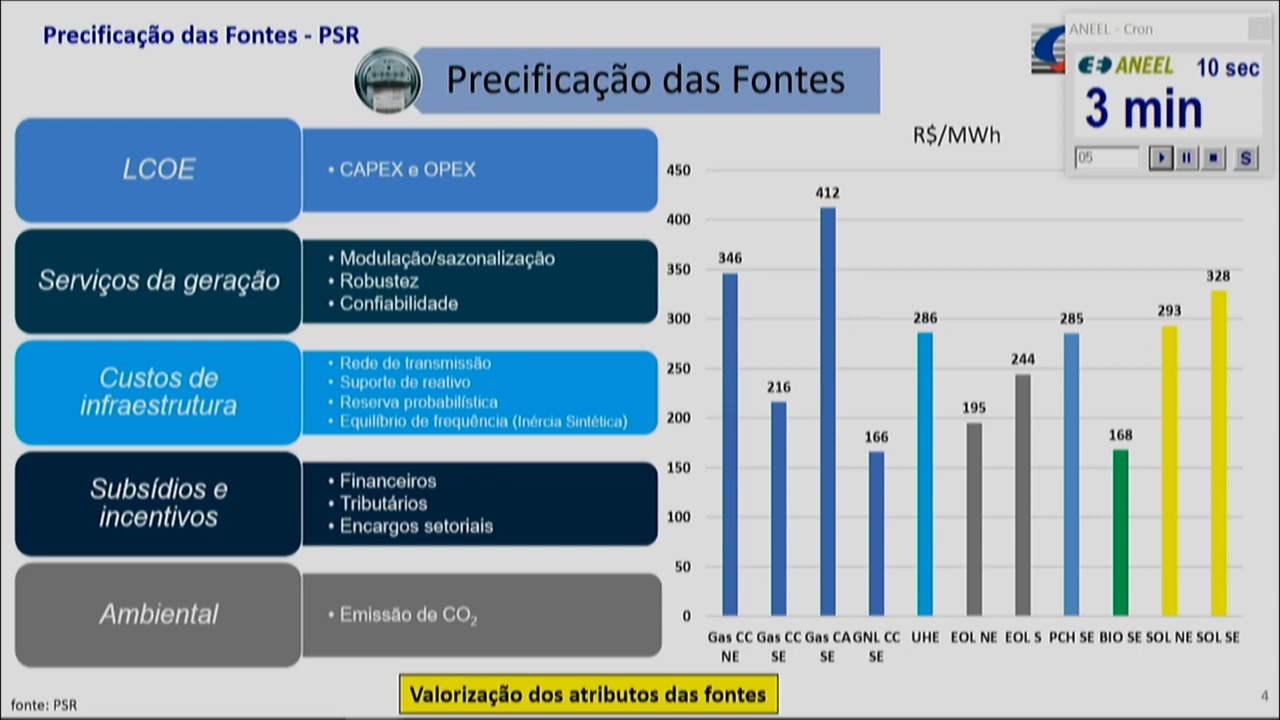 Precificação das Fontes - PSR
Precificação das Fontes
ANEEL - Cron
ANEEL
10 sec
3 min
05
S
LCOE
• CAPEX e OPEX
Serviços da geração
• Modulação/sazonalização
• Robustez
• Confiabilidade
Custos de
infraestrutura
• Rede de transmissão
• Suporte de reativo
• Reserva probabilística
• Equilíbrio de frequência (Inércia Sintética)
Subsídios e
incentivos
• Financeiros
• Tributários
• Encargos setoriais
Ambiental
• Emissão de CO₂
R$/MWh
450
400
350
300
250
200
150
100
50
0
346
216
412
166
286
195
244
285
168
293
328
Gas CC NE
Gas CC SE
Gas CA SE
GNL CC SE
UHE
EOL NE
EOL S
PCH SE
BIO SE
SOL NE
SOL SE
Valorização dos atributos das fontes
fonte: PSR
4